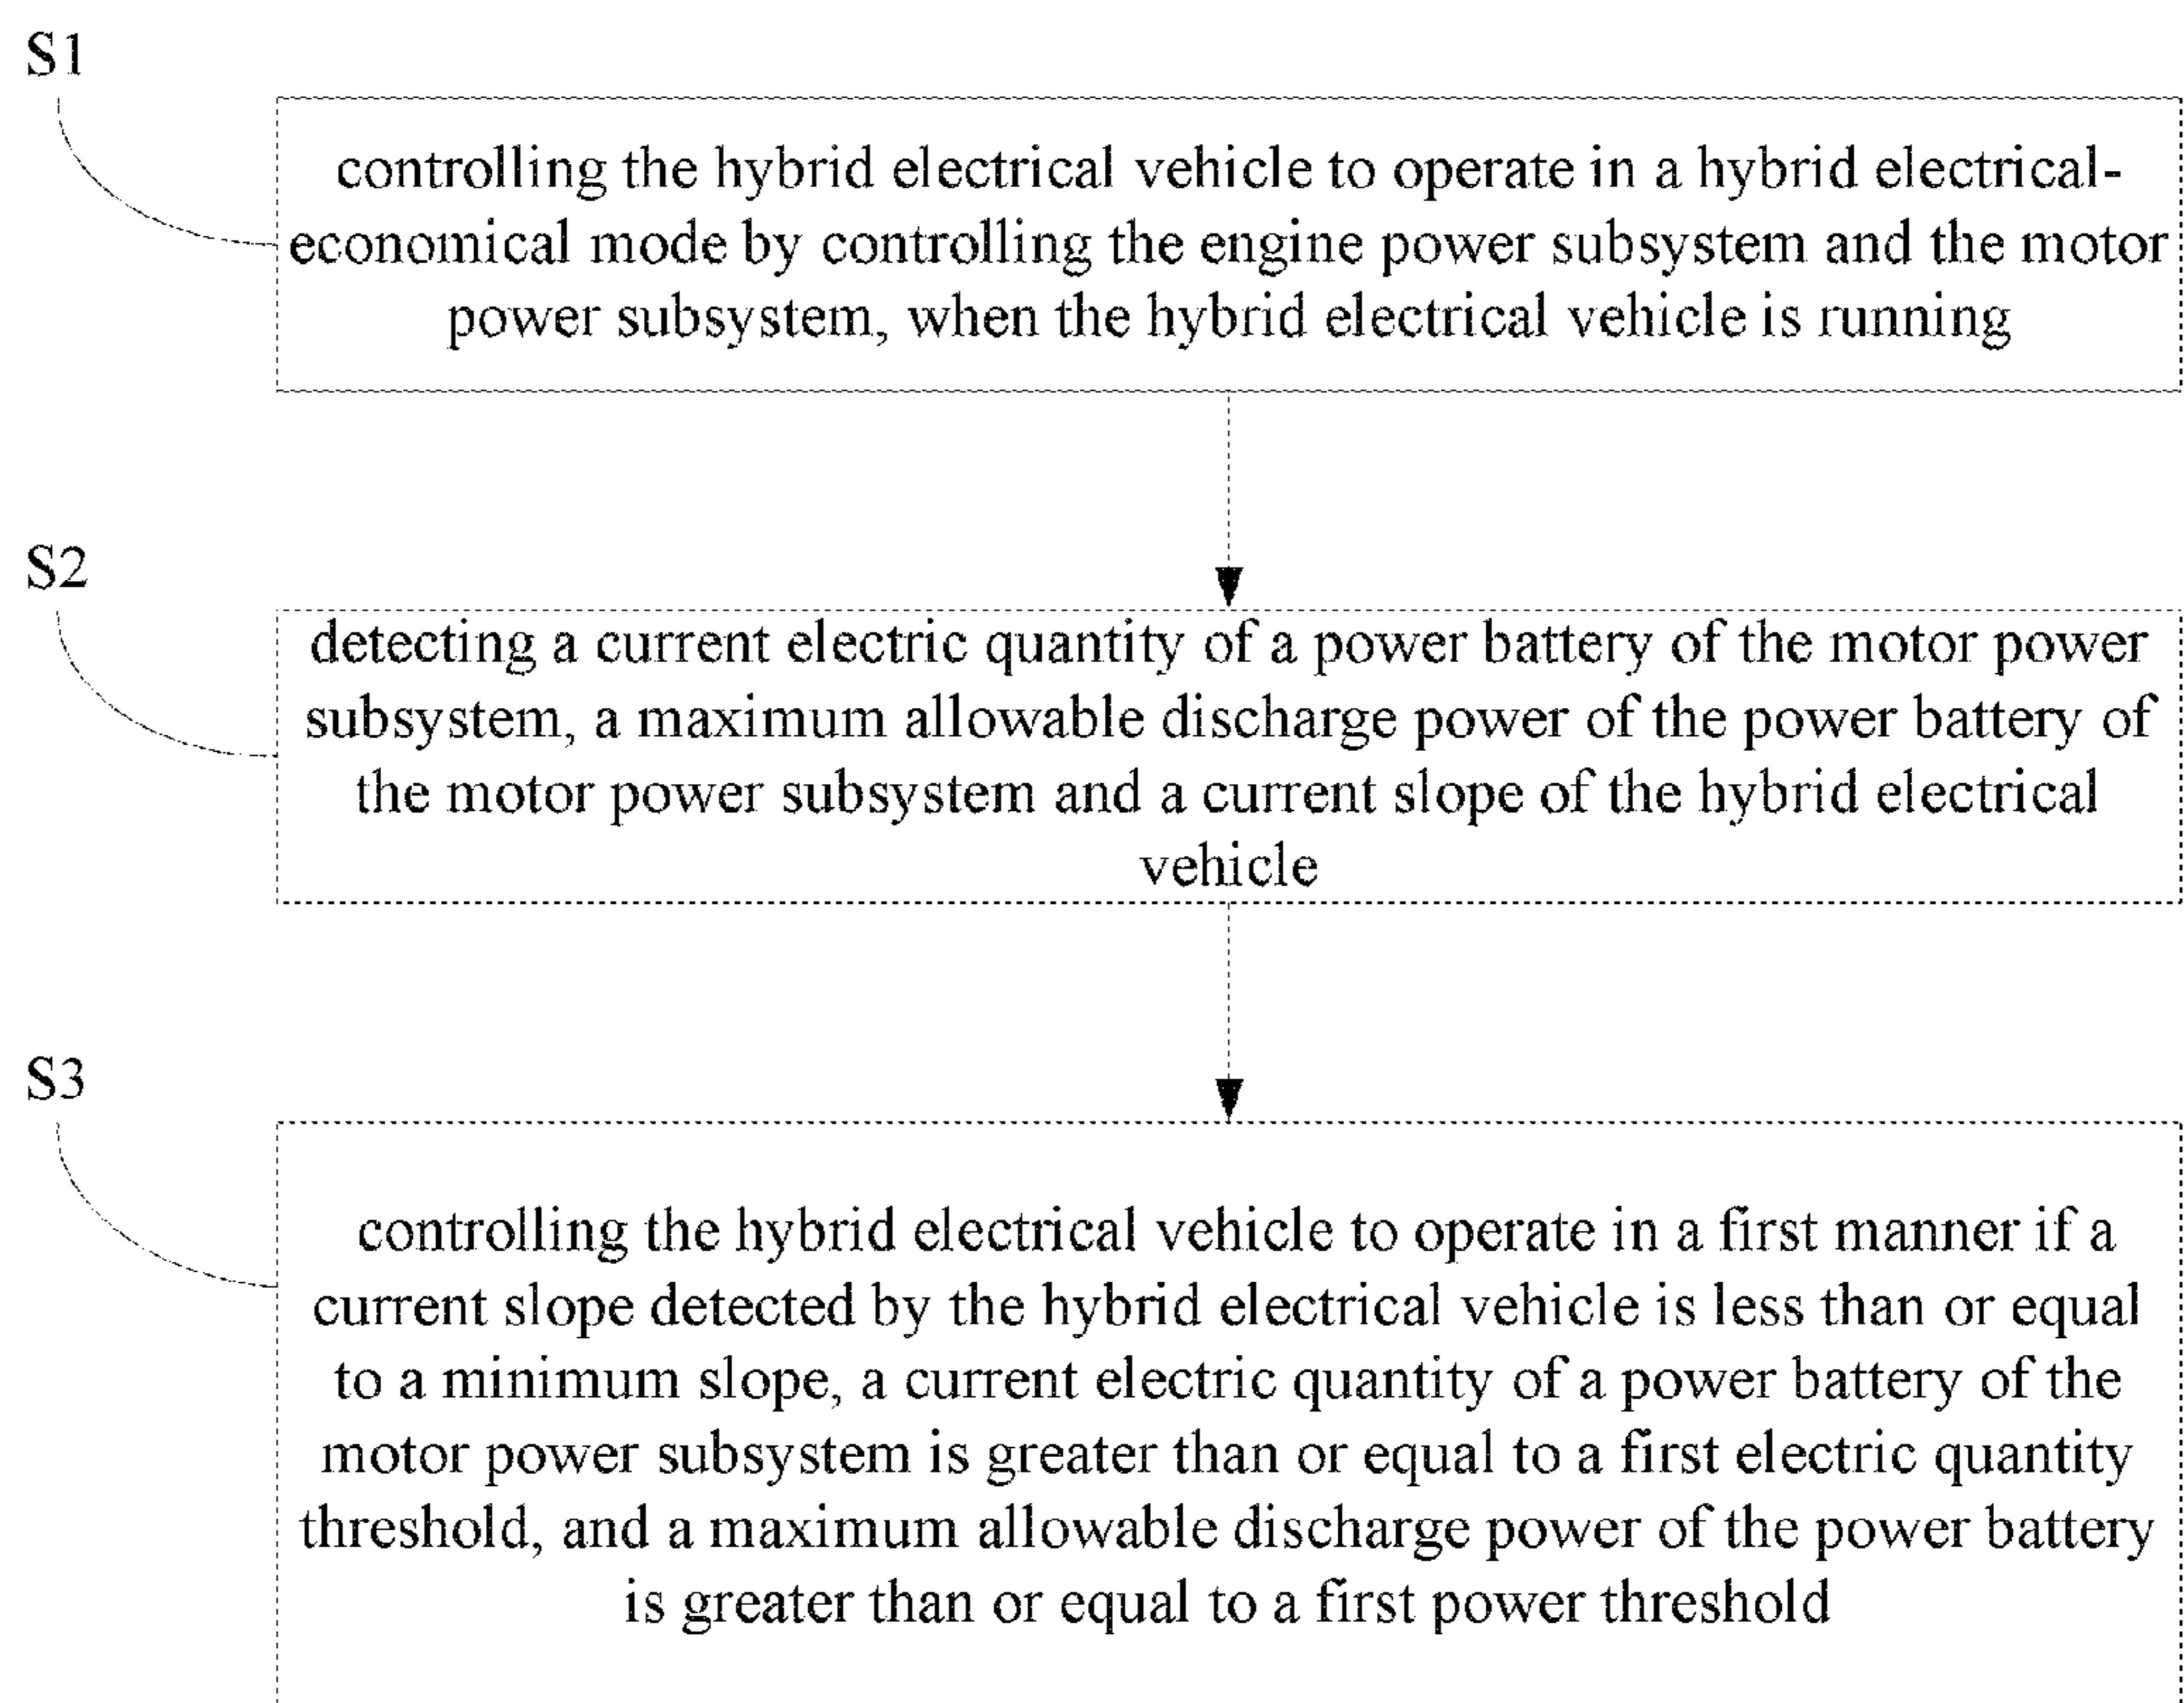 S1
controlling the hybrid electrical vehicle to operate in a hybrid electrical-
economical mode by controlling the engine power subsystem and the motor
power subsystem, when the hybrid electrical vehicle is running
S2
detecting a current electric quantity of a power battery of the motor power
subsystem, a maximum allowable discharge power of the power battery of
the motor power subsystem and a current slope of the hybrid electrical
vehicle
S3
controlling the hybrid electrical vehicle to operate in a first manner if a
current slope detected by the hybrid electrical vehicle is less than or equal
to a minimum slope, a current electric quantity of a power battery of the
motor power subsystem is greater than or equal to a first electric quantity
threshold, and a maximum allowable discharge power of the power battery
is greater than or equal to a first power threshold